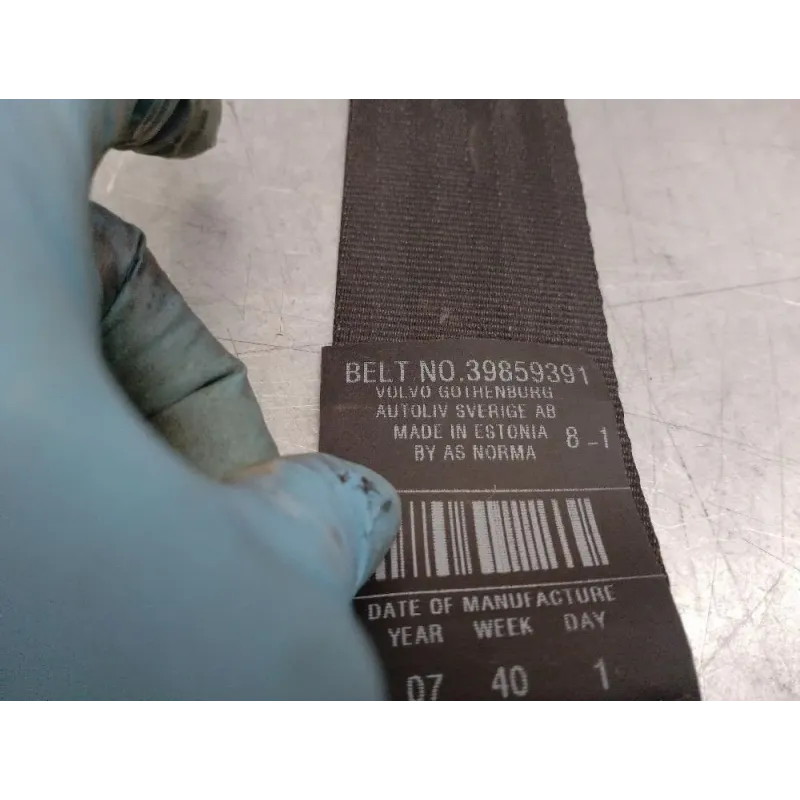 BELT NO.39859391
VOLVO GOTHENBURG
AUTOLIV SVERIGE AB
MADE IN ESTONIA 8-1
BY AS NORMA
DATE OF MANUFACTURE
YEAR WEEK DAY
07 40 1